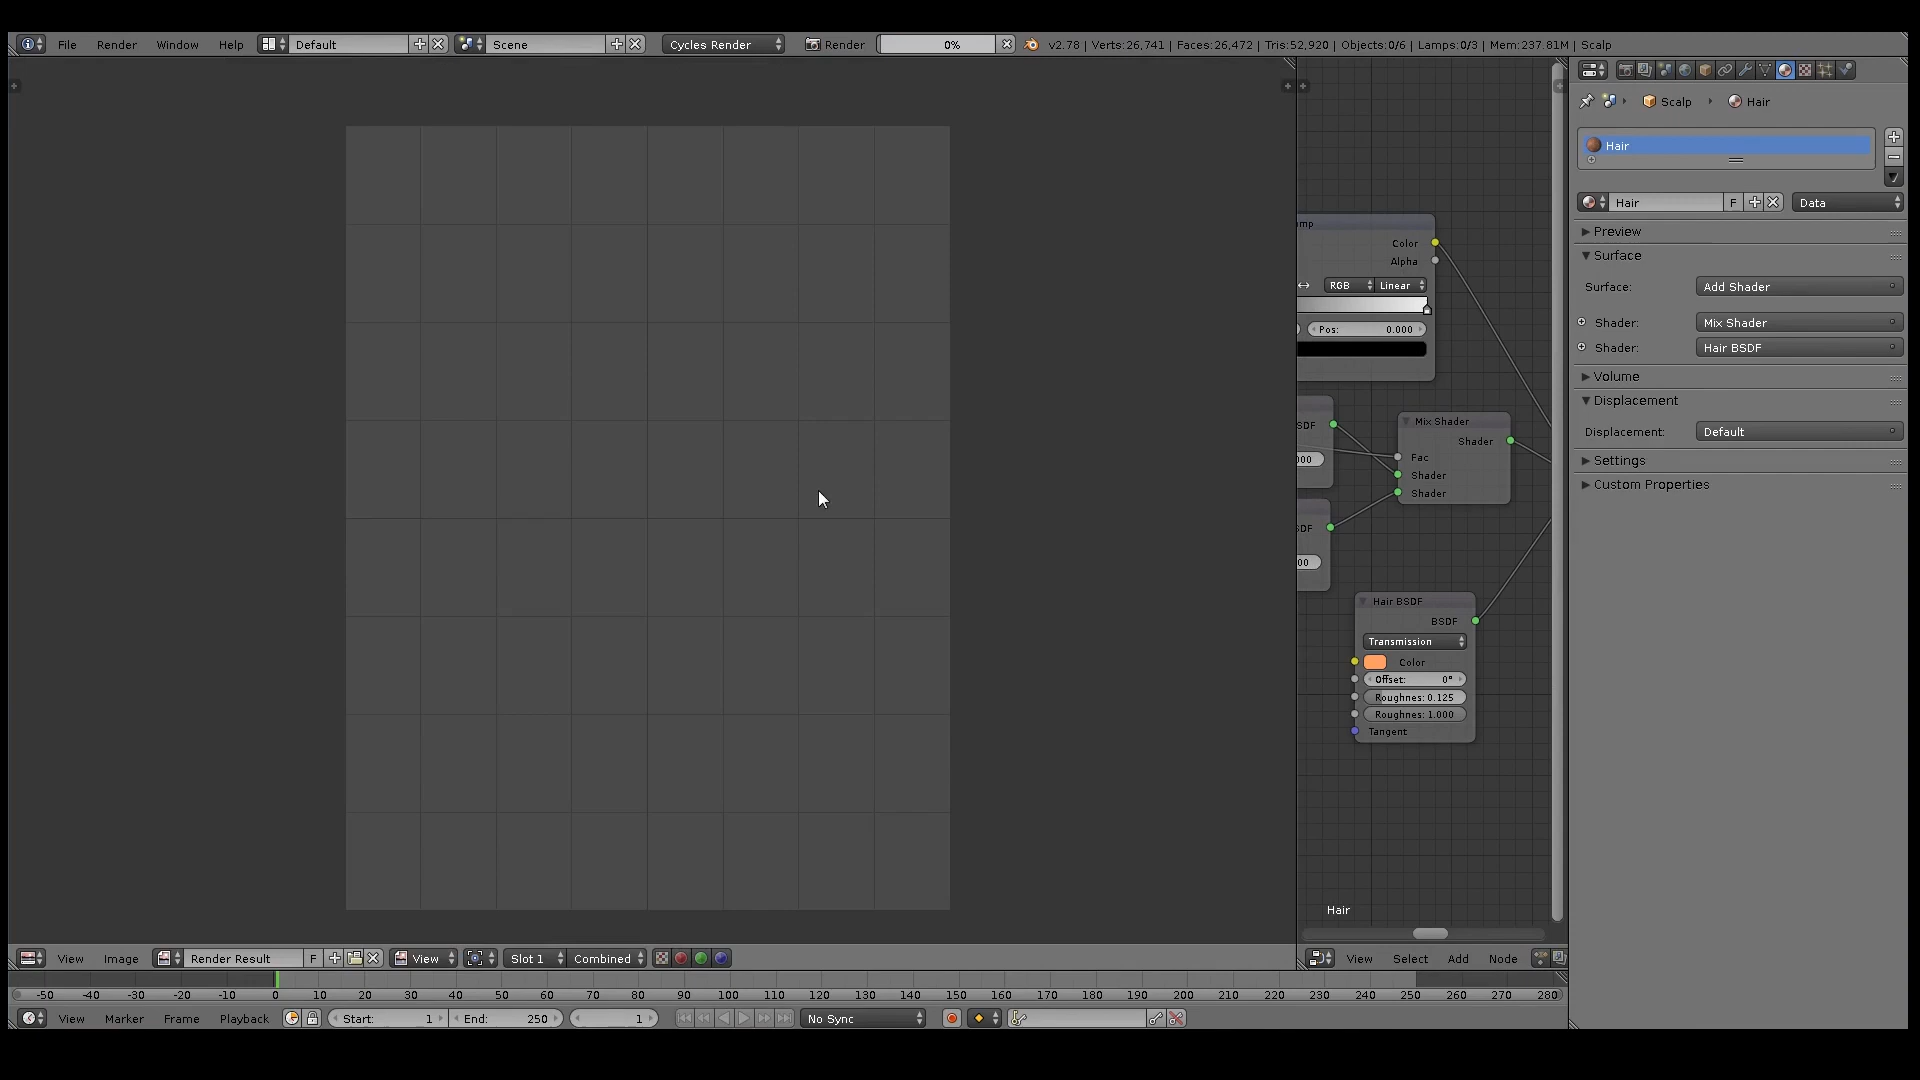 File Render Window Help Default Scene Cycles Render Render 0% v2.78 | Verts:26,741 | Faces:26,472 | Tris:52,920 | Objects:0/6 | Lamps:0/3 | Mem:237.81M | Scalp
Scalp Hair
Hair
Hair F Data
Preview
Surface
Surface: Add Shader
Shader: Mix Shader
Shader: Hair BSDF
Volume
Displacement
Displacement: Default
Settings
Custom Properties
mp
Color
Alpha
RGB Linear
Pos: 0.000
SDF
000
SDF
00
Mix Shader
Shader
Fac
Shader
Shader
Hair BSDF
BSDF
Transmission
Color
Offset: 0°
Roughnes: 0.125
Roughnes: 1.000
Tangent
Hair
View Image Render Result F View Slot 1 Combined
View Select Add Node
-50 -40 -30 -20 -10 0 10 20 30 40 50 60 70 80 90 100 110 120 130 140 150 160 170 180 190 200 210 220 230 240 250 260 270 280
View Marker Frame Playback Start: 1 End: 250 1 No Sync